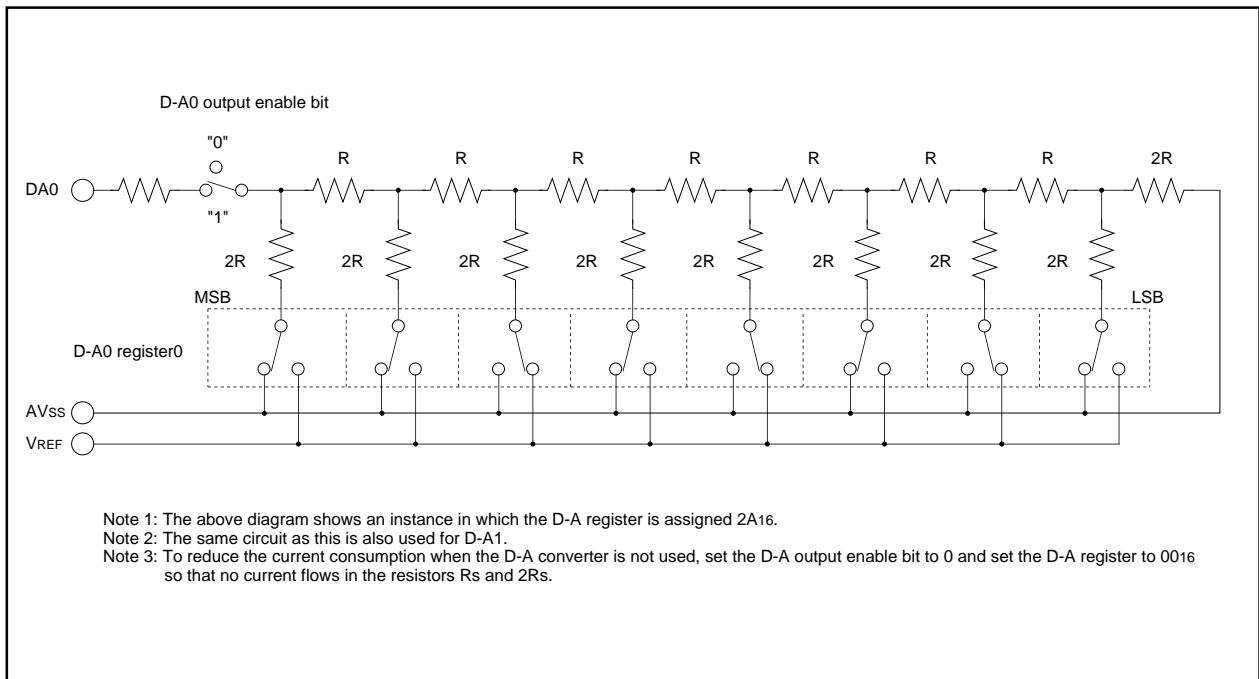 D-A0 output enable bit
"0"
R R R R R R R 2R
DA0
"1"
2R 2R 2R 2R 2R 2R 2R 2R
MSB LSB
D-A0 register0
AVSS
VREF
Note 1: The above diagram shows an instance in which the D-A register is assigned 2A16.
Note 2: The same circuit as this is also used for D-A1.
Note 3: To reduce the current consumption when the D-A converter is not used, set the D-A output enable bit to 0 and set the D-A register to 0016
so that no current flows in the resistors Rs and 2Rs.